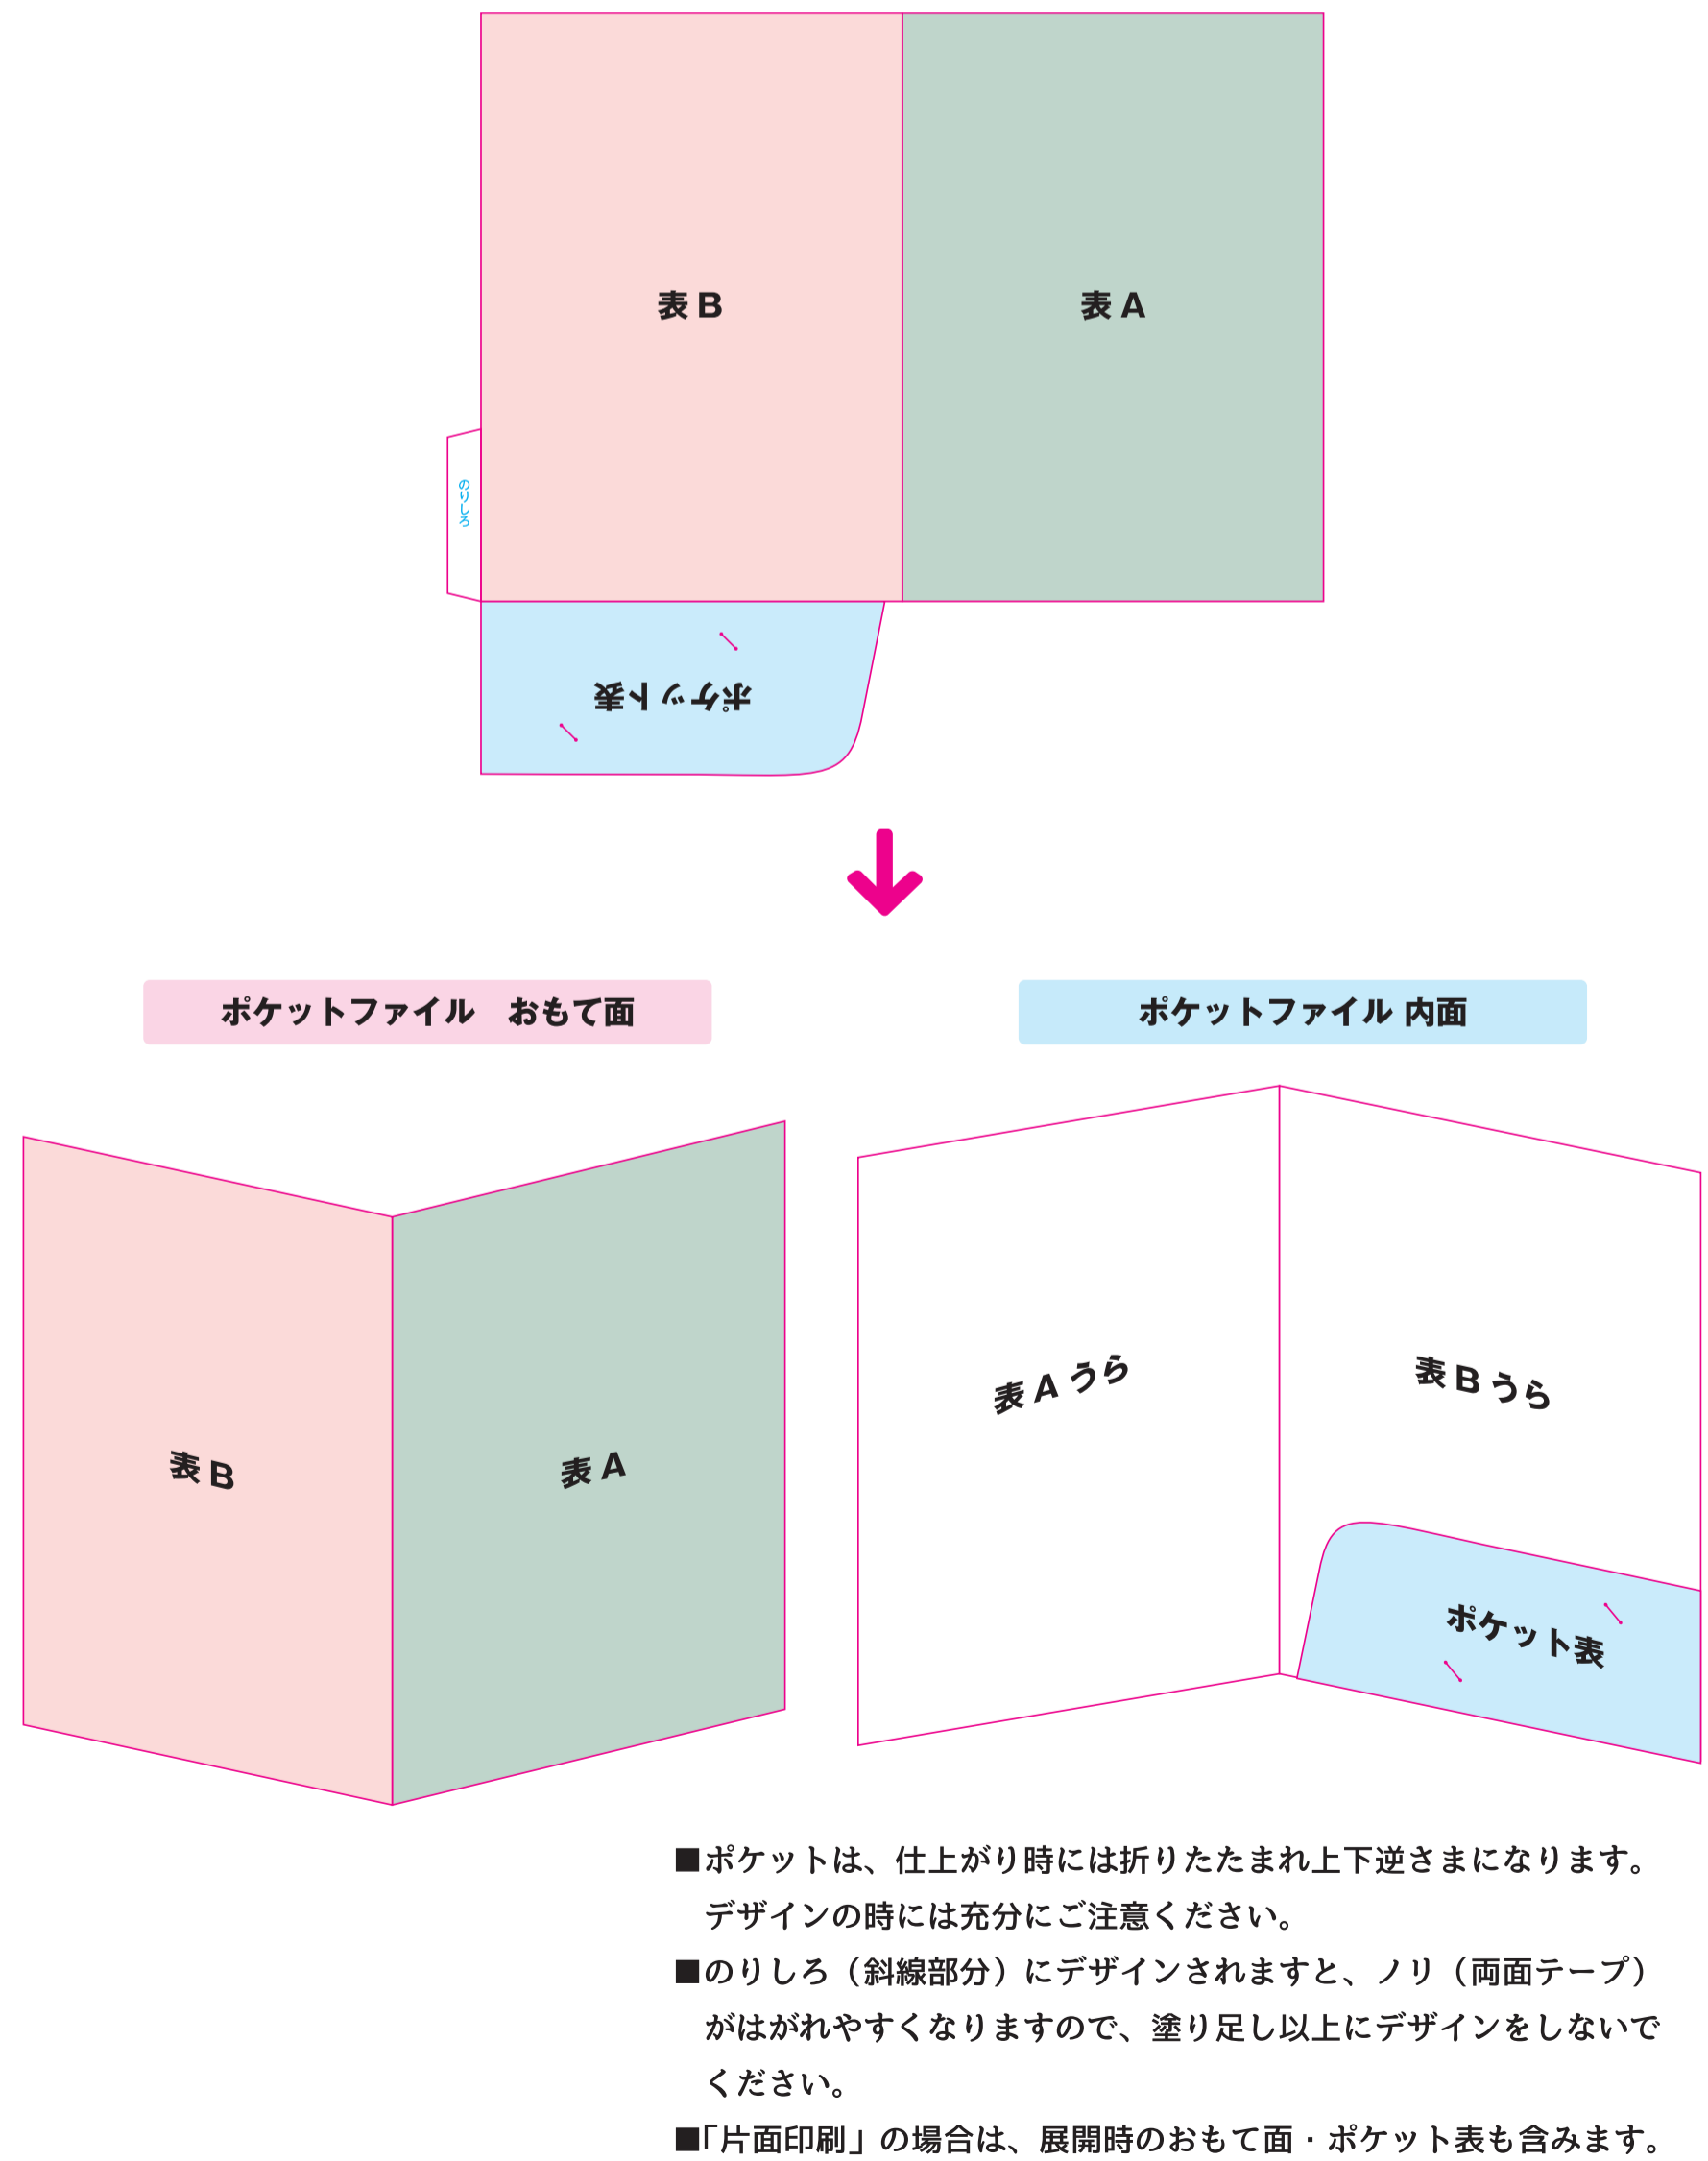 表 B
表 A
のりしろ
ポケット表
ポケットファイル　おもて面
ポケットファイル 内面
表 B
表 A
表 A うら
表 B うら
ポケット表
■ポケットは、仕上がり時には折りたたまれ上下逆さまになります。
デザインの時には充分にご注意ください。
■のりしろ（斜線部分）にデザインされますと、ノリ（両面テープ）
がはがれやすくなりますので、塗り足し以上にデザインをしないで
ください。
■「片面印刷」の場合は、展開時のおもて面・ポケット表も含みます。